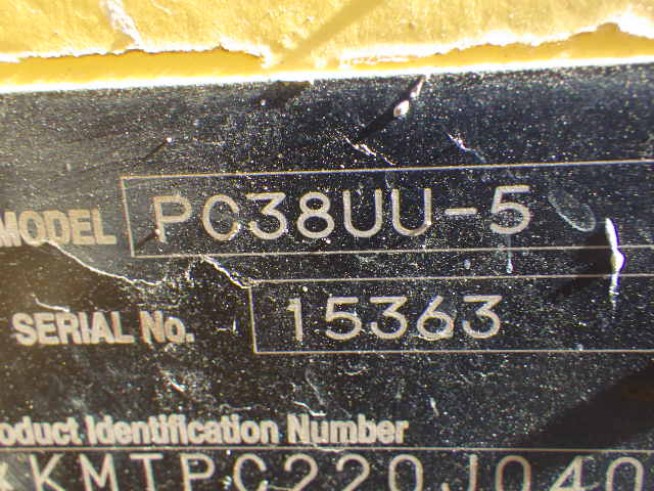 MODEL PC38UU-5
SERIAL No. 15363
oduct Identification Number
*KMTPC220J040